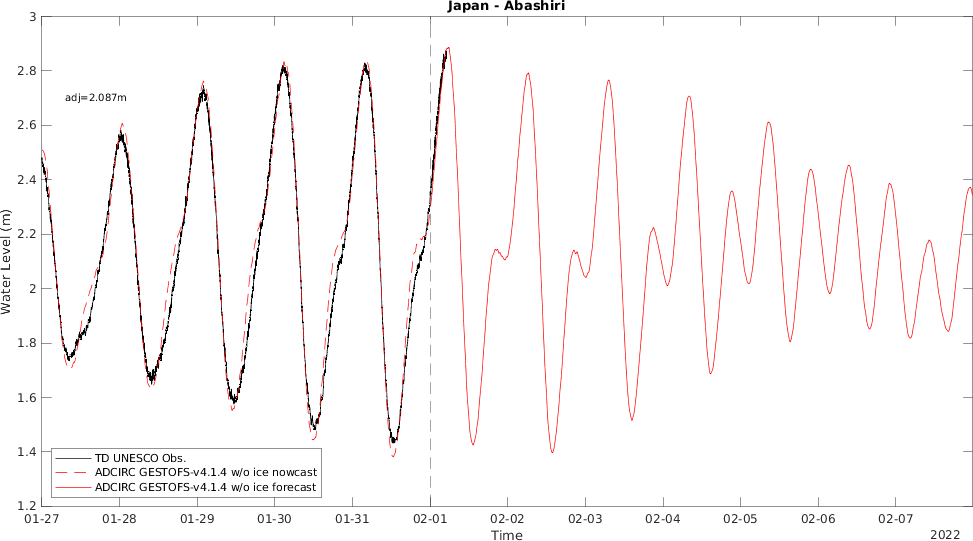 Japan - Abashiri
3
2.8
adj=2.087m
2.6
2.4
2.2
Water Level (m)
2
1.8
1.6
1.4
1.2
TD UNESCO Obs.
ADCIRC GESTOFS-v4.1.4 w/o ice nowcast
ADCIRC GESTOFS-v4.1.4 w/o ice forecast
01-27 01-28 01-29 01-30 01-31 02-01 02-02 02-03 02-04 02-05 02-06 02-07
Time
2022